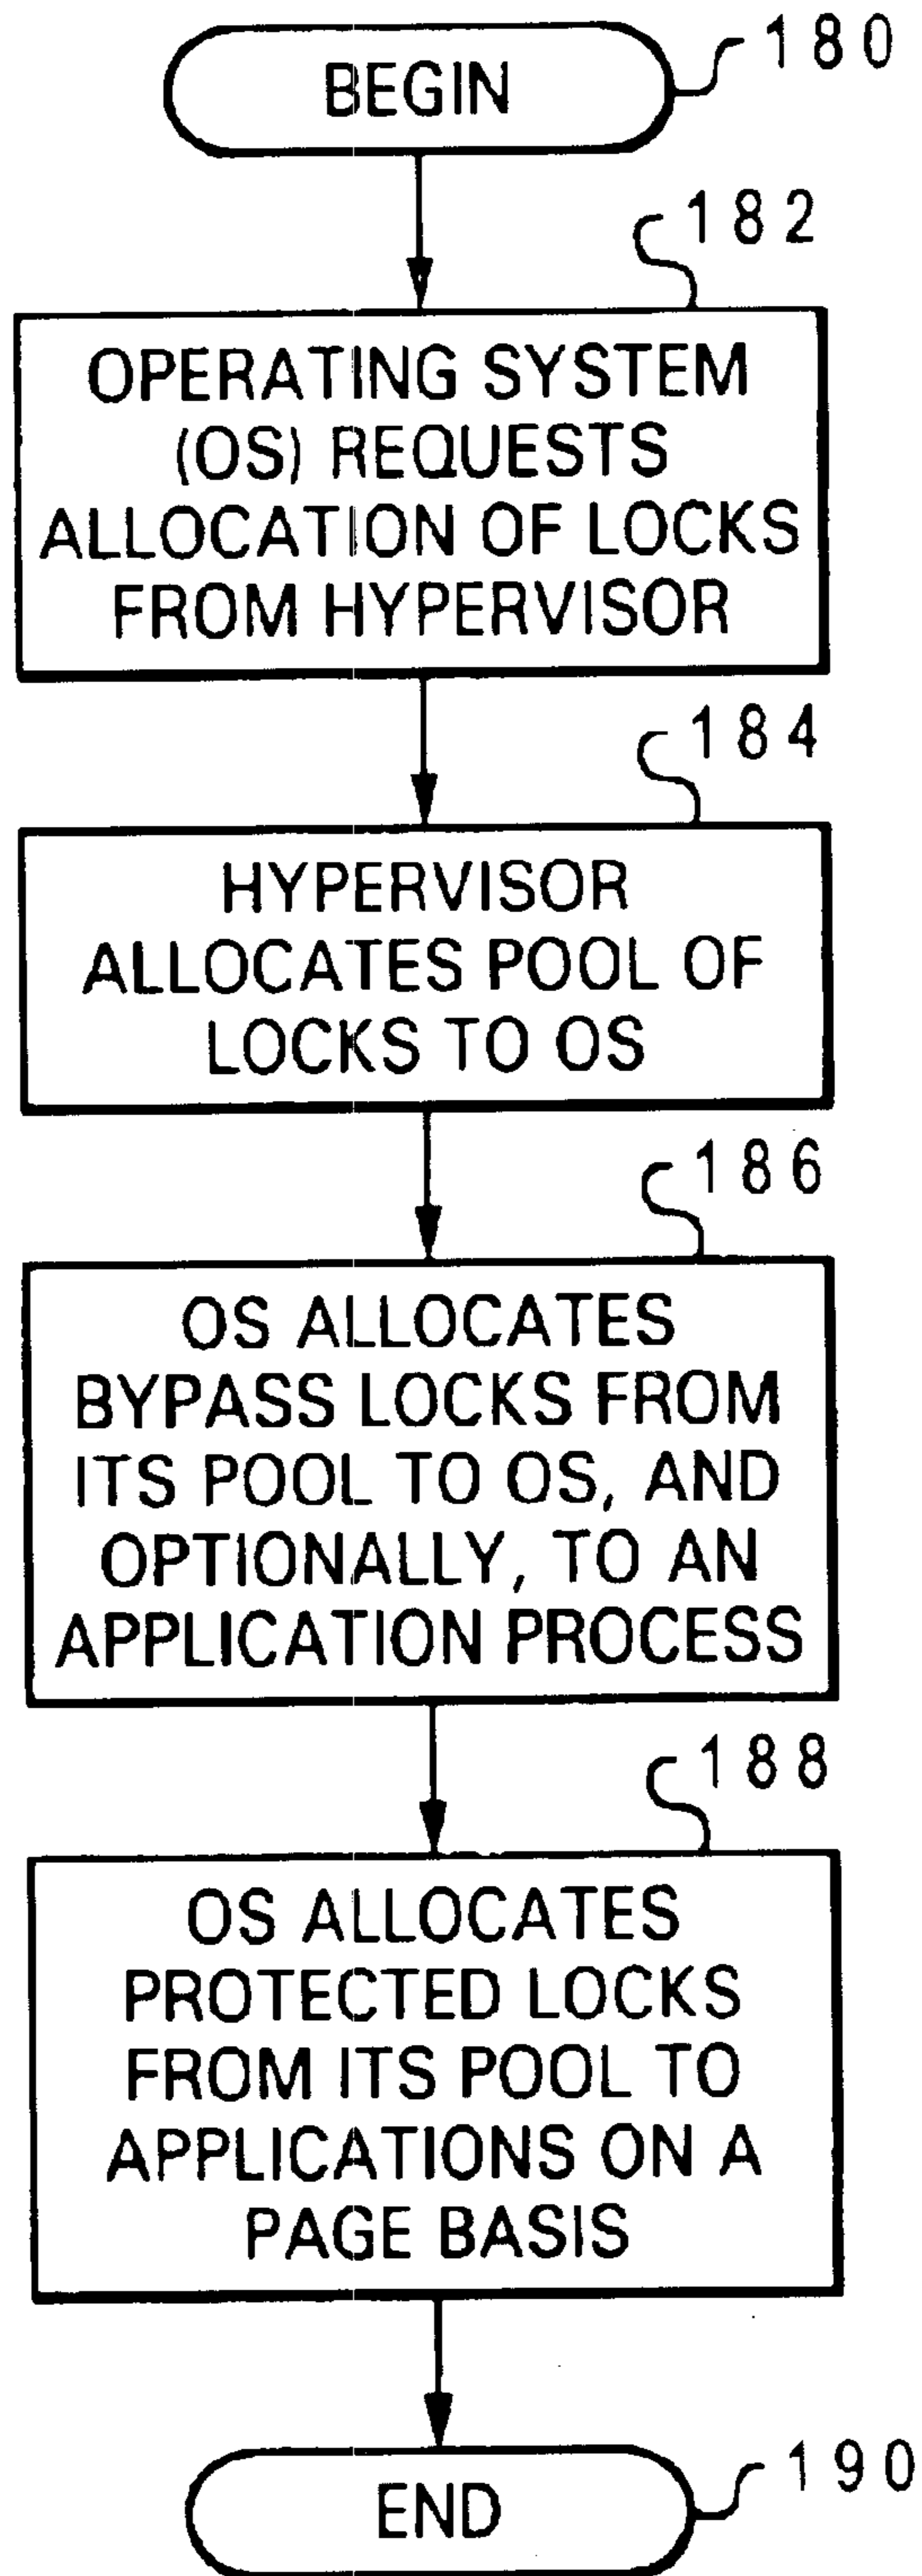 BEGIN
180
182
OPERATING SYSTEM
(OS) REQUESTS
ALLOCATION OF LOCKS
FROM HYPERVISOR
184
HYPERVISOR
ALLOCATES POOL OF
LOCKS TO OS
186
OS ALLOCATES
BYPASS LOCKS FROM
ITS POOL TO OS, AND
OPTIONALLY, TO AN
APPLICATION PROCESS
188
OS ALLOCATES
PROTECTED LOCKS
FROM ITS POOL TO
APPLICATIONS ON A
PAGE BASIS
END
190